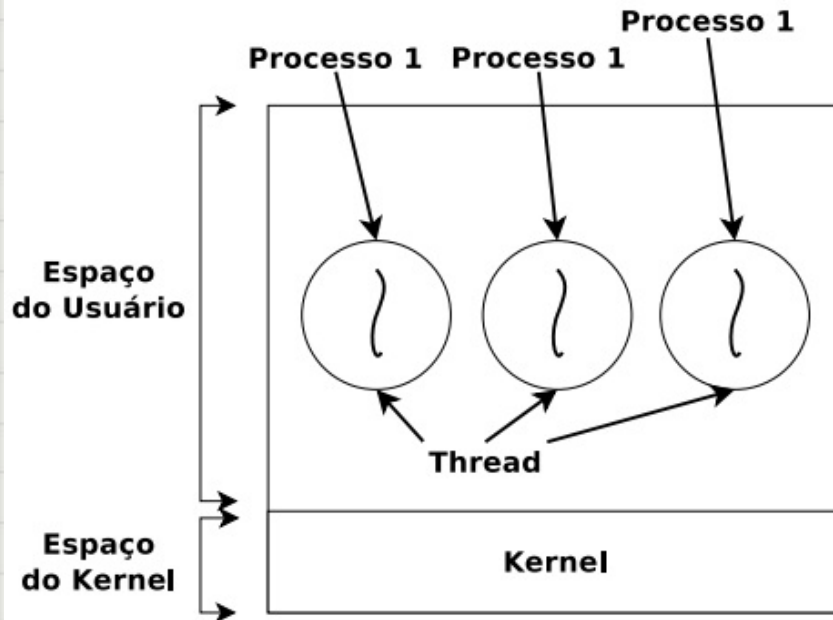 Processo 1
Processo 1
Processo 1
Espaço
do Usuário
Thread
Espaço
do Kernel
Kernel